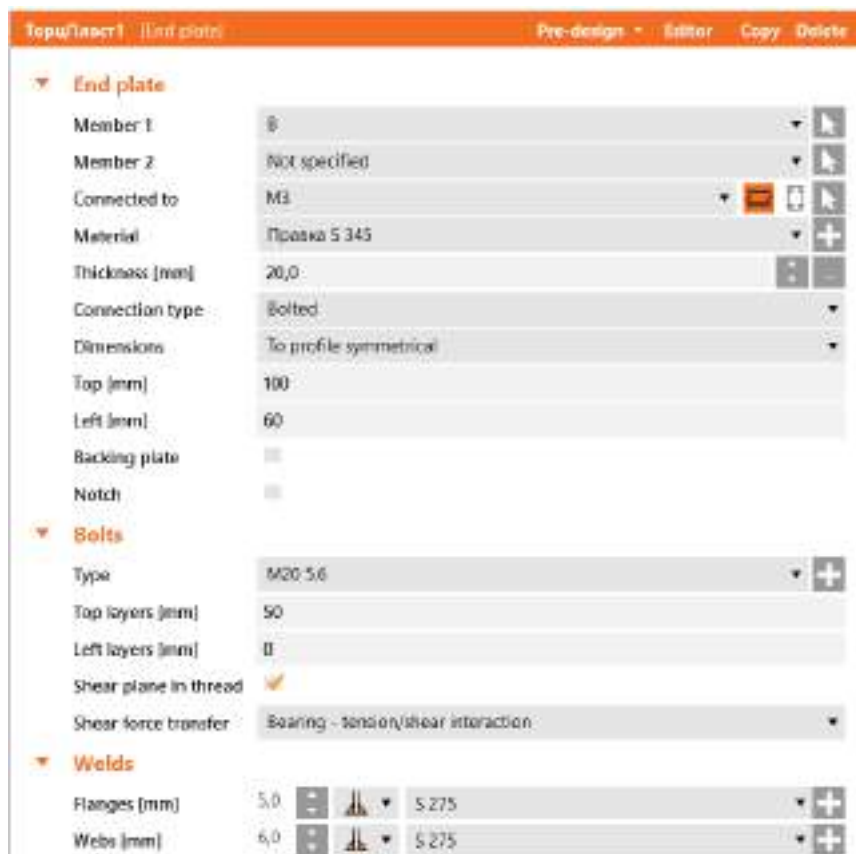 ТорцПласт1 [End plate] Pre-design Editor Copy Delete
End plate
Member 1 B
Member 2 Not specified
Connected to M3
Material Правка S 345
Thickness [mm] 20,0
Connection type Bolted
Dimensions To profile symmetrical
Top [mm] 100
Left [mm] 60
Backing plate
Notch
Bolts
Type M20 5.6
Top layers [mm] 50
Left layers [mm] 0
Shear plane in thread
Shear force transfer Bearing - tension/shear interaction
Welds
Flanges [mm] 5,0 S 275
Webs [mm] 6,0 S 275